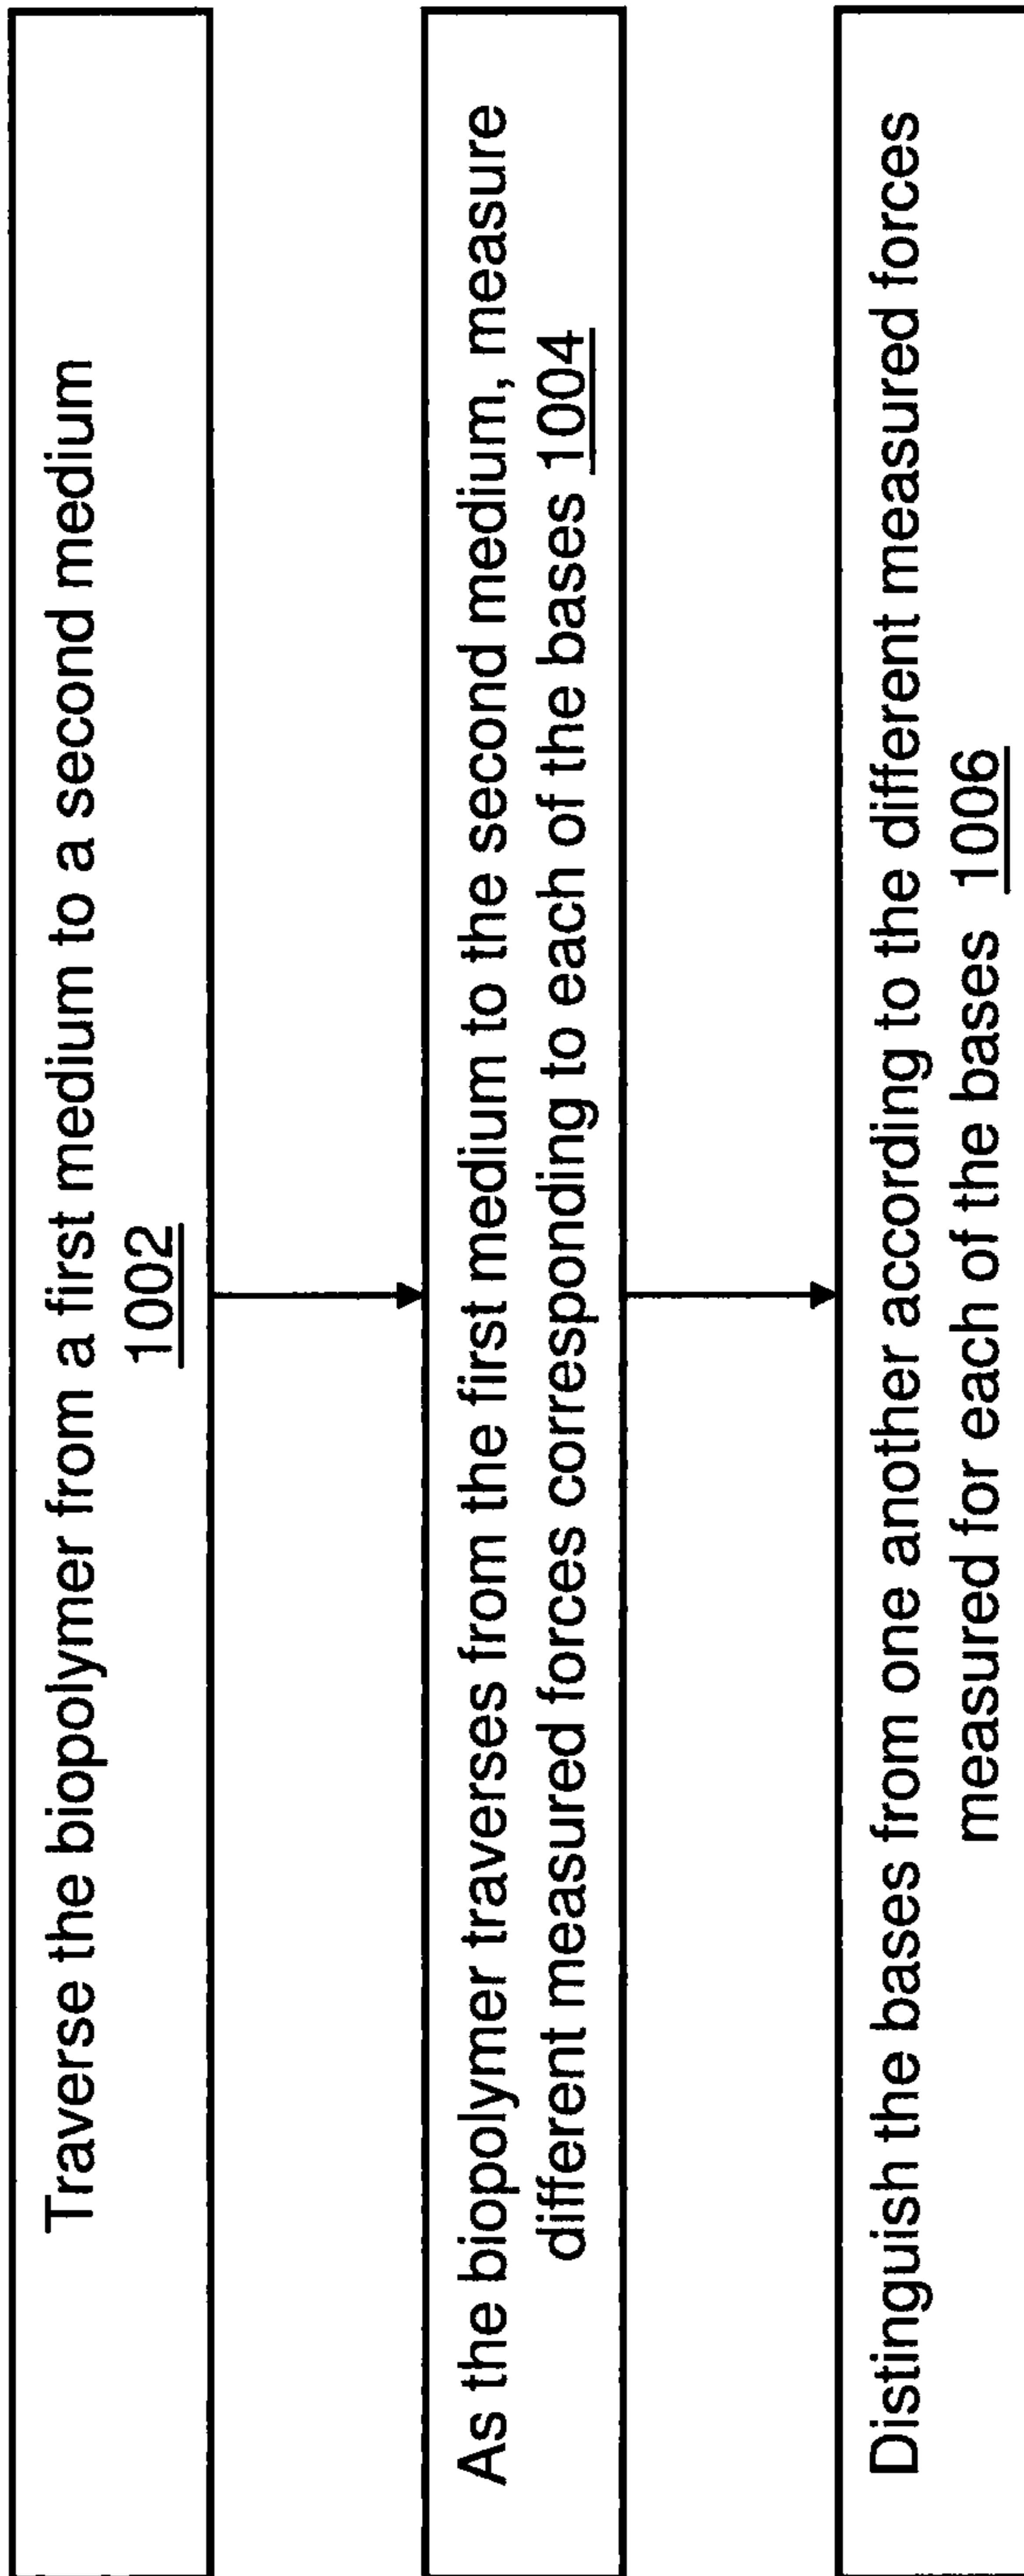 Traverse the biopolymer from a first medium to a second medium
1002
As the biopolymer traverses from the first medium to the second medium, measure
different measured forces corresponding to each of the bases 1004
Distinguish the bases from one another according to the different measured forces
measured for each of the bases 1006